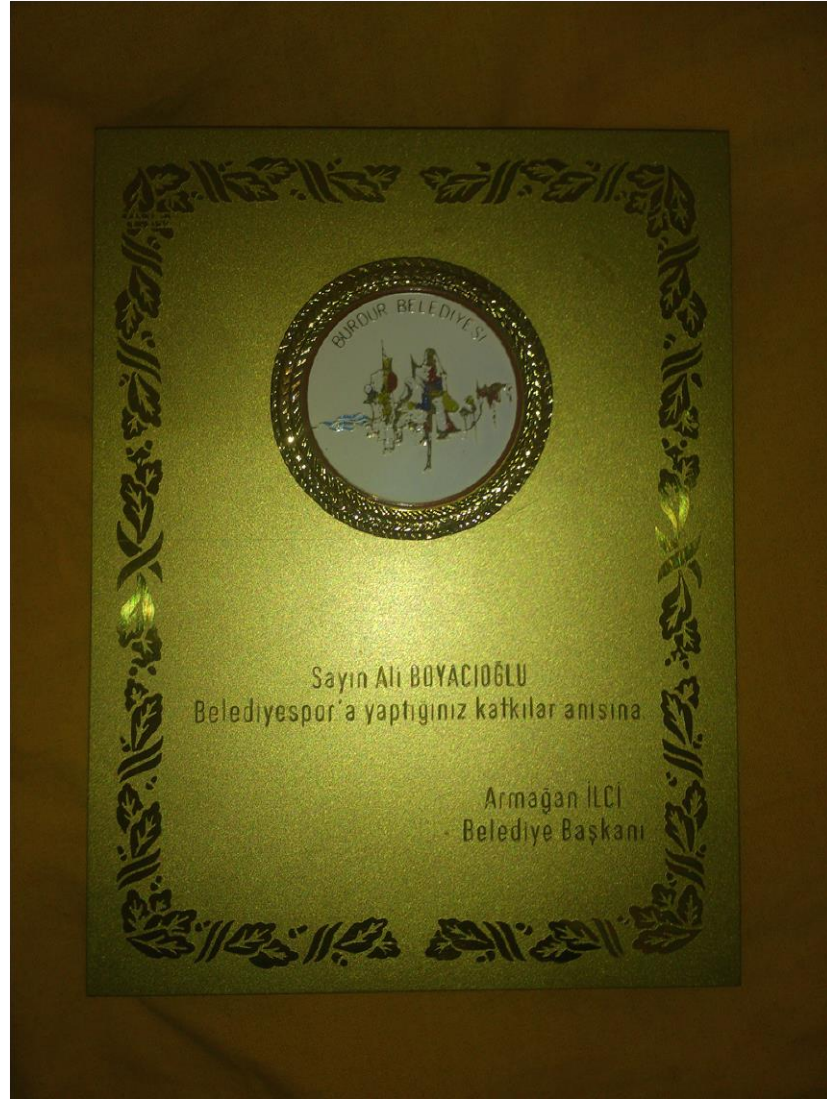 BURDUR BELEDİYESİ
Sayın Ali BOYACIOĞLU
Belediyespor'a yaptığınız katkılar anısına
Armağan İLCİ
Belediye Başkanı